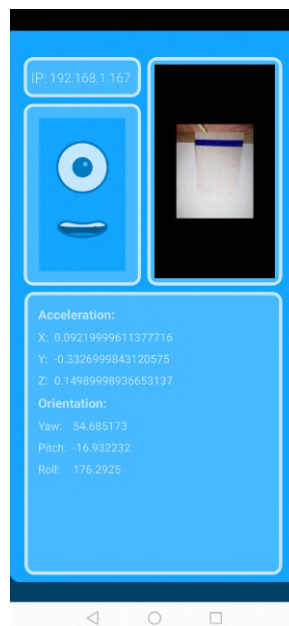 IP: 192.168.1.167
Acceleration:
X: 0.09219999611377716
Y: -0.3326999843120575
Z: 0.14989998936653137
Orientation:
Yaw: 54.685173
Pitch: -16.932232
Roll: 176.2925